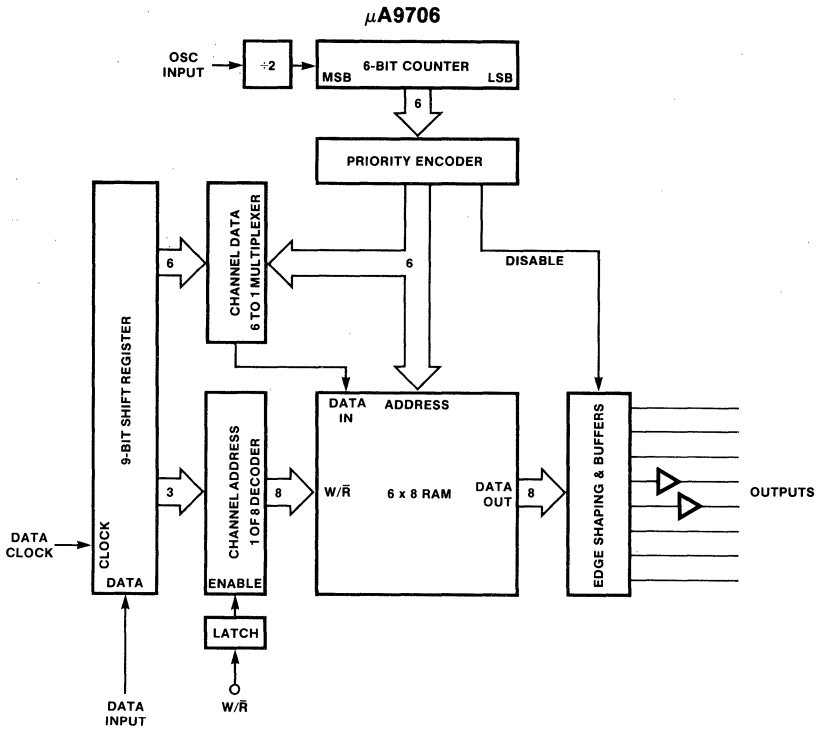 μA9706
OSC
INPUT
÷2
6-BIT COUNTER
MSB
LSB
6
PRIORITY ENCODER
6
CHANNEL DATA
6 TO 1 MULTIPLEXER
6
DISABLE
9-BIT SHIFT REGISTER
DATA
IN
ADDRESS
3
CHANNEL ADDRESS
1 OF 8 DECODER
8
W/R̄
6 x 8 RAM
DATA
OUT
8
EDGE SHAPING & BUFFERS
OUTPUTS
DATA
CLOCK
CLOCK
DATA
ENABLE
LATCH
DATA
INPUT
W/R̄